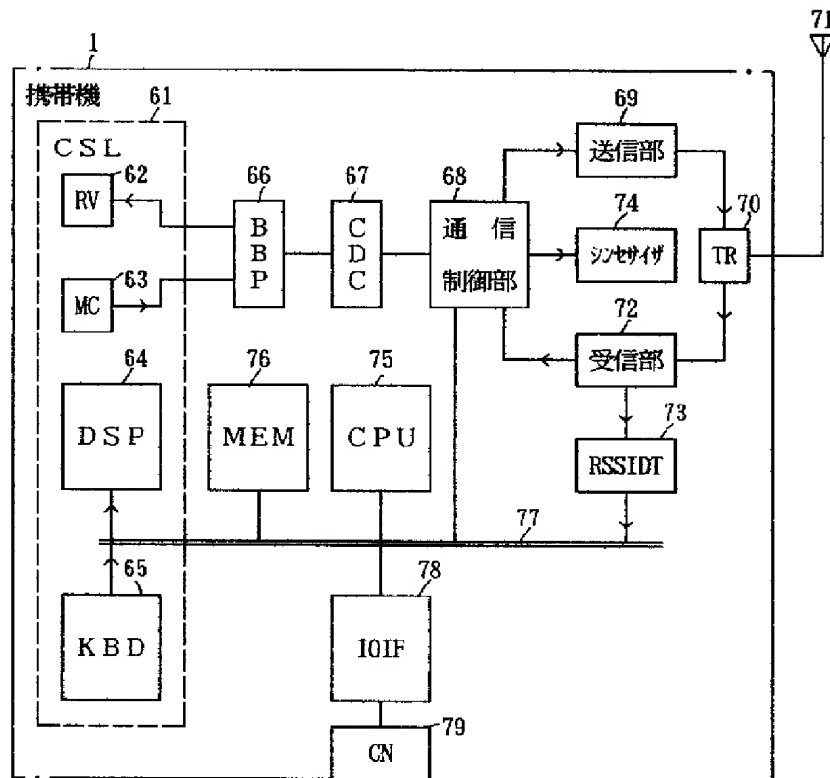 71
1
携帯機
61
CSL
62
RV
63
MC
64
DSP
65
KBD
66
BBP
67
CDC
68
通信
制御部
69
送信部
74
シンセサイザ
70
TR
72
受信部
73
RSSIDT
76
MEM
75
CPU
77
78
IOIF
79
CN